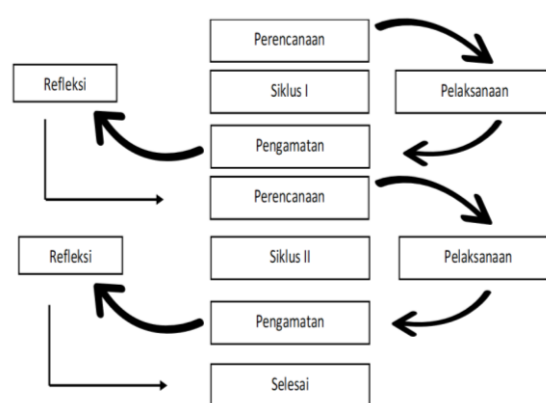 Perencanaan
Refleksi
Siklus I
Pelaksanaan
Pengamatan
Perencanaan
Refleksi
Siklus II
Pelaksanaan
Pengamatan
Selesai